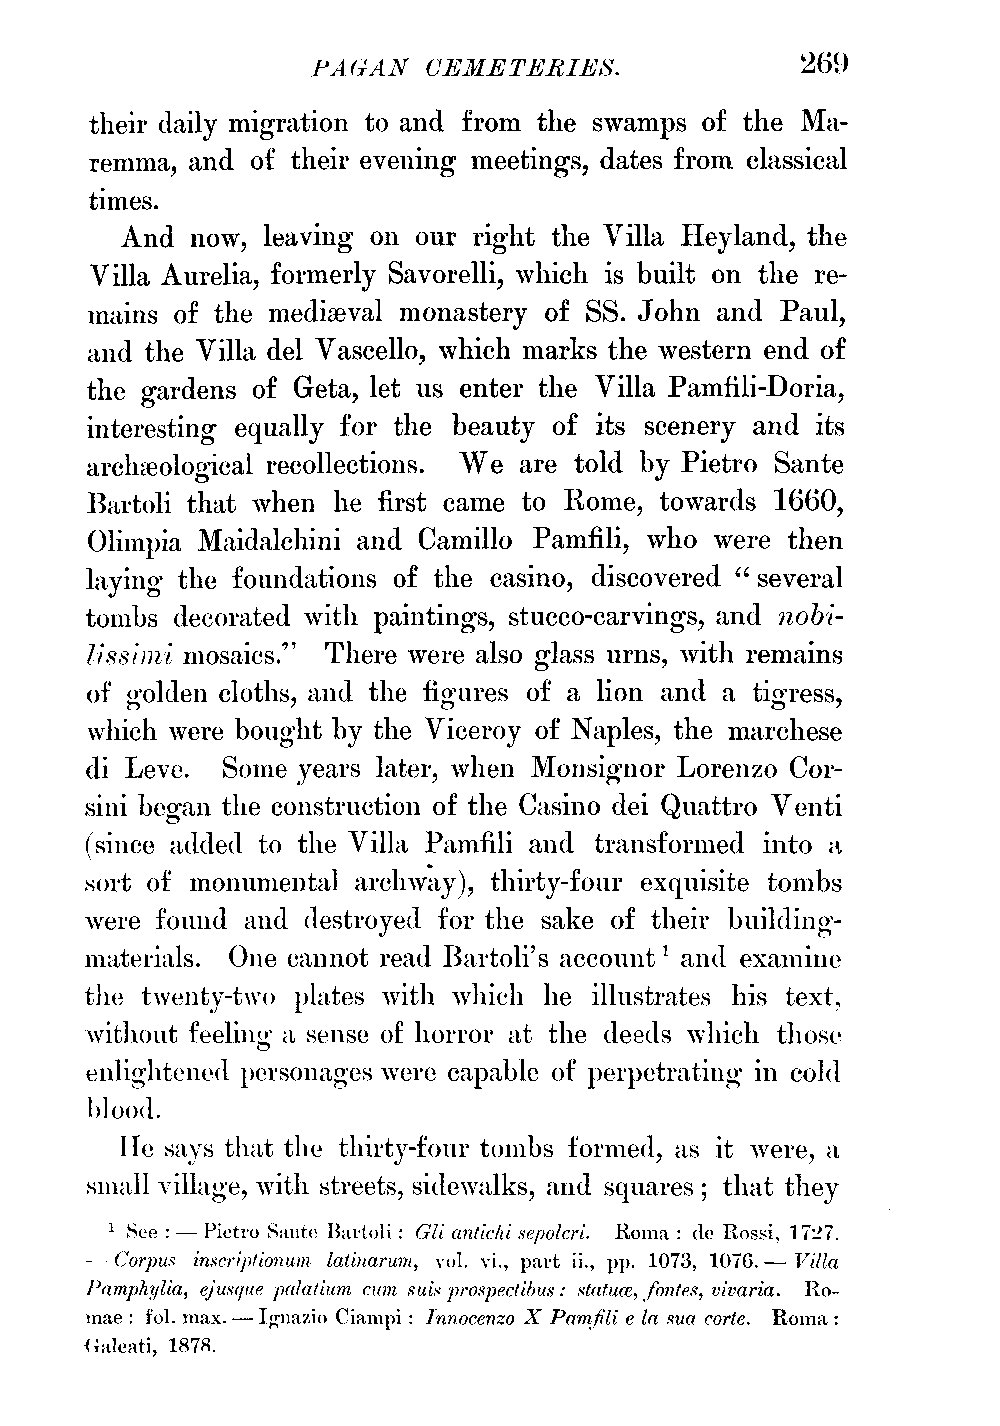 PAGAN CEMETERIES. 269
their daily migration to and from the swamps of the Ma-
remma, and of their evening meetings, dates from classical
times.
And now, leaving on our right the Villa Heyland, the
Villa Aurelia, formerly Savorelli, which is built on the re-
mains of the mediæval monastery of SS. John and Paul,
and the Villa del Vascello, which marks the western end of
the gardens of Geta, let us enter the Villa Pamfili-Doria,
interesting equally for the beauty of its scenery and its
archæological recollections. We are told by Pietro Sante
Bartoli that when he first came to Rome, towards 1660,
Olimpia Maidalchini and Camillo Pamfili, who were then
laying the foundations of the casino, discovered “ several
tombs decorated with paintings, stucco-carvings, and nobi-
lissimi mosaics.” There were also glass urns, with remains
of golden cloths, and the figures of a lion and a tigress,
which were bought by the Viceroy of Naples, the marchese
di Leve. Some years later, when Monsignor Lorenzo Cor-
sini began the construction of the Casino dei Quattro Venti
(since added to the Villa Pamfili and transformed into a
sort of monumental archway), thirty-four exquisite tombs
were found and destroyed for the sake of their building-
materials. One cannot read Bartoli’s account ¹ and examine
the twenty-two plates with which he illustrates his text,
without feeling a sense of horror at the deeds which those
enlightened personages were capable of perpetrating in cold
blood.
He says that the thirty-four tombs formed, as it were, a
small village, with streets, sidewalks, and squares ; that they
¹ See : — Pietro Sante Bartoli : Gli antichi sepolcri. Roma : de Rossi, 1727.
- Corpus inscriptionum latinarum, vol. vi., part ii., pp. 1073, 1076. — Villa
Pamphylia, ejusque palatium cum suis prospectibus : statuæ, fontes, vivaria. Ro-
mae : fol. max. — Ignazio Ciampi : Innocenzo X Pamfili e la sua corte. Roma :
Galeati, 1878.